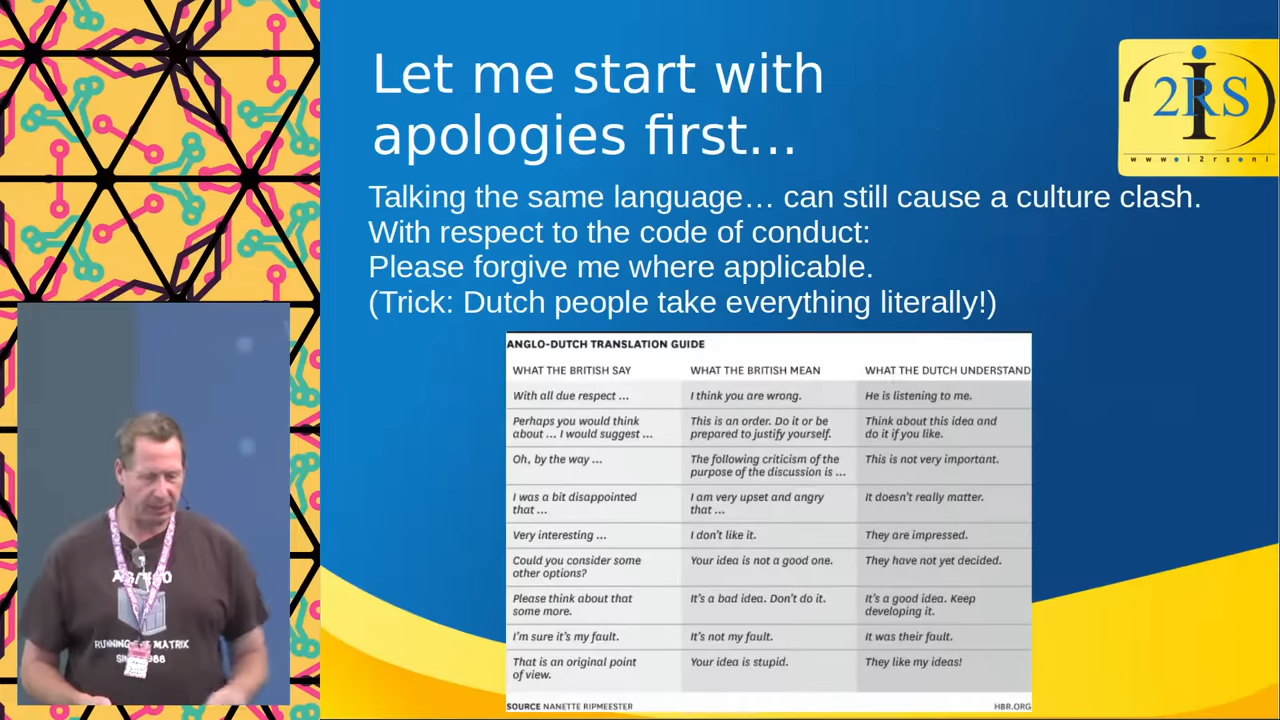 Let me start with
apologies first...
2RS
i
www.i2rs.nl
Talking the same language… can still cause a culture clash.
With respect to the code of conduct:
Please forgive me where applicable.
(Trick: Dutch people take everything literally!)
ANGLO-DUTCH TRANSLATION GUIDE
WHAT THE BRITISH SAY WHAT THE BRITISH MEAN WHAT THE DUTCH UNDERSTAND
With all due respect … I think you are wrong. He is listening to me.
Perhaps you would think This is an order. Do it or be Think about this idea and
about … I would suggest … prepared to justify yourself. do it if you like.
Oh, by the way … The following criticism of the This is not very important.
purpose of the discussion is …
I was a bit disappointed I am very upset and angry It doesn't really matter.
that … that …
Very interesting … I don't like it. They are impressed.
Could you consider some Your idea is not a good one. They have not yet decided.
other options?
Please think about that It's a bad idea. Don't do it. It's a good idea. Keep
some more. developing it.
I'm sure it's my fault. It's not my fault. It was their fault.
That is an original point Your idea is stupid. They like my ideas!
of view.
SOURCE NANETTE RIPMEESTER HBR.ORG
RUNNING THE MATRIX